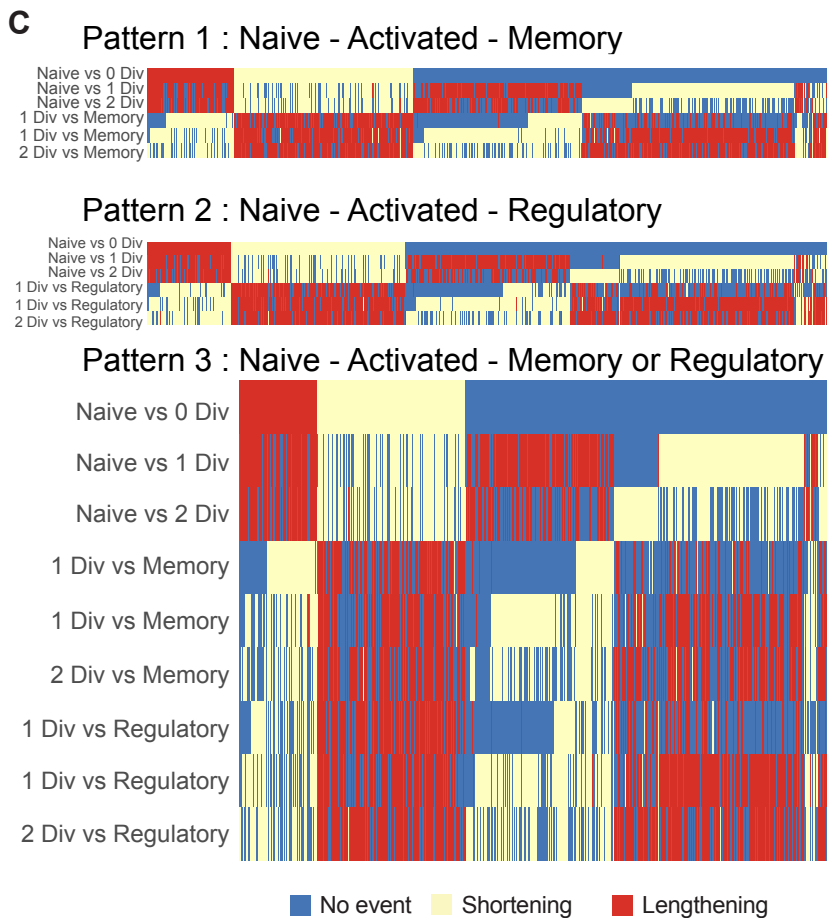 C
Pattern 1 : Naive - Activated - Memory
Naive vs 0 Div
Naive vs 1 Div
Naive vs 2 Div
1 Div vs Memory
1 Div vs Memory
2 Div vs Memory
Pattern 2 : Naive - Activated - Regulatory
Naive vs 0 Div
Naive vs 1 Div
Naive vs 2 Div
1 Div vs Regulatory
1 Div vs Regulatory
2 Div vs Regulatory
Pattern 3 : Naive - Activated - Memory or Regulatory
Naive vs 0 Div
Naive vs 1 Div
Naive vs 2 Div
1 Div vs Memory
1 Div vs Memory
2 Div vs Memory
1 Div vs Regulatory
1 Div vs Regulatory
2 Div vs Regulatory
No event Shortening Lengthening